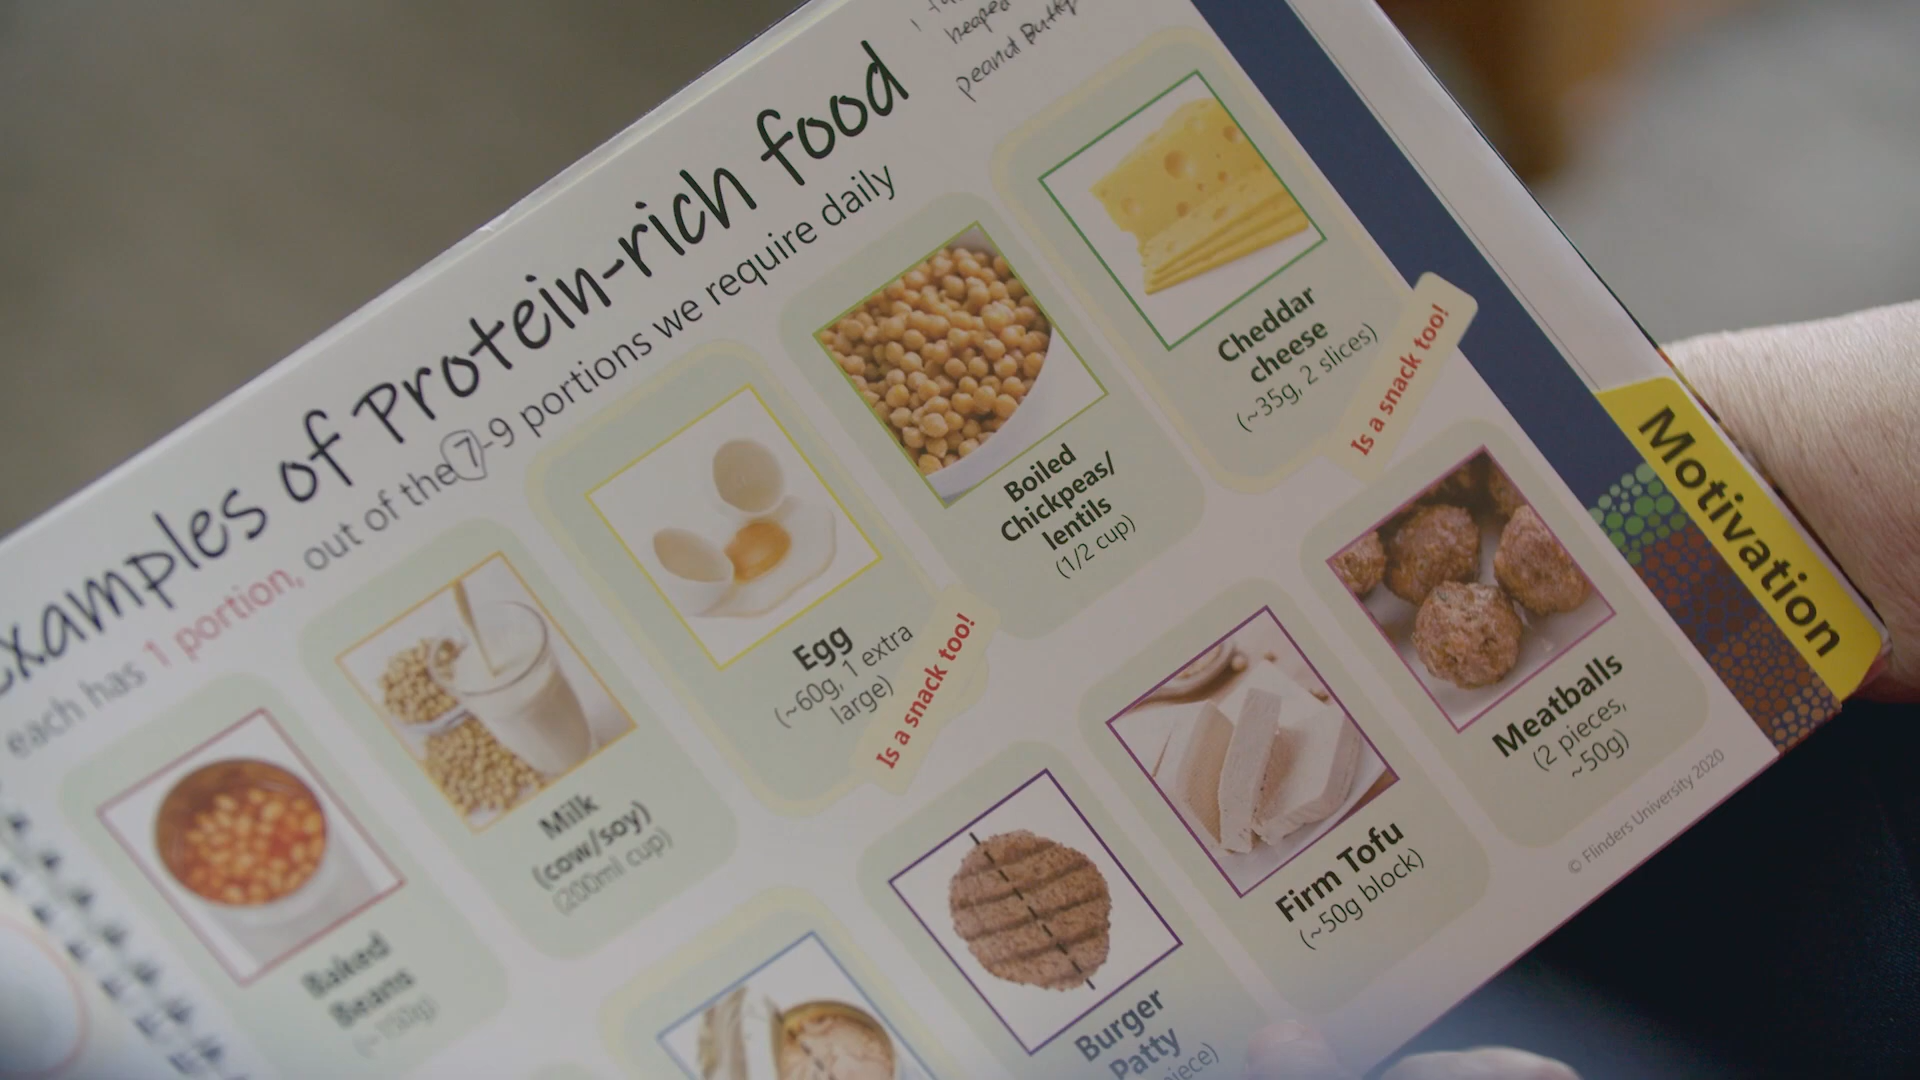 heaped
peanut Butter
Examples of Protein-rich food
each has 1 portion, out of the 7-9 portions we require daily
Baked
Beans
Milk
(cow/soy)
(200ml cup)
Egg
(~60g, 1 extra
large)
Is a snack too!
Boiled
Chickpeas/
lentils
(1/2 cup)
Cheddar
cheese
(~35g, 2 slices)
Is a snack too!
Burger
Patty
Firm Tofu
(~50g block)
Meatballs
(2 pieces,
~50g)
© Flinders University 2020
Motivation